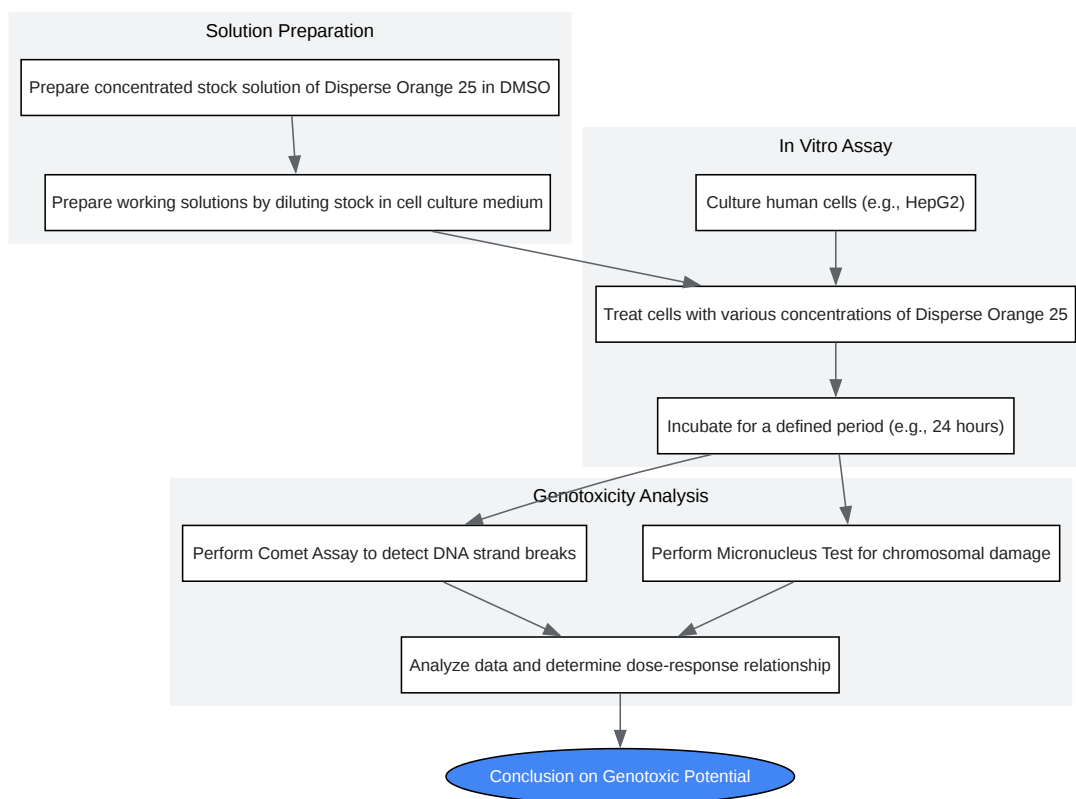 Solution Preparation
Prepare concentrated stock solution of Disperse Orange 25 in DMSO
Prepare working solutions by diluting stock in cell culture medium
In Vitro Assay
Culture human cells (e.g., HepG2)
Treat cells with various concentrations of Disperse Orange 25
Incubate for a defined period (e.g., 24 hours)
Genotoxicity Analysis
Perform Comet Assay to detect DNA strand breaks
Perform Micronucleus Test for chromosomal damage
Analyze data and determine dose-response relationship
Conclusion on Genotoxic Potential